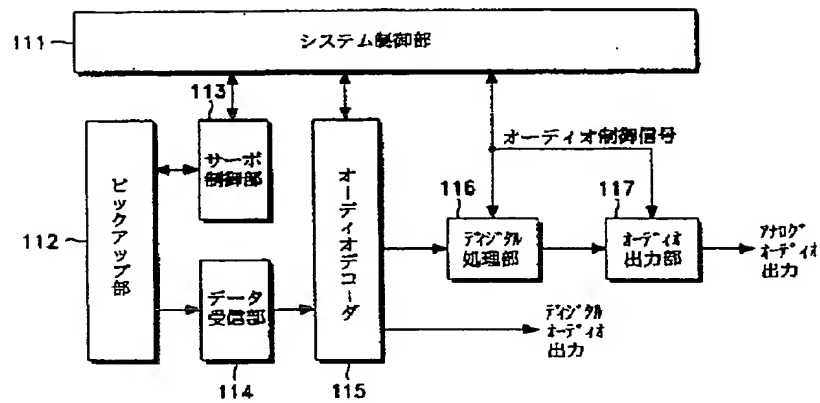 111
システム制御部
113
サーボ
制御部
オーディオ制御信号
112
ピックアップ部
オーディオデコーダ
116
ディジタル
処理部
117
オーディオ
出力部
アナログ
オーディオ
出力
データ
受信部
114
115
ディジタル
オーディオ
出力